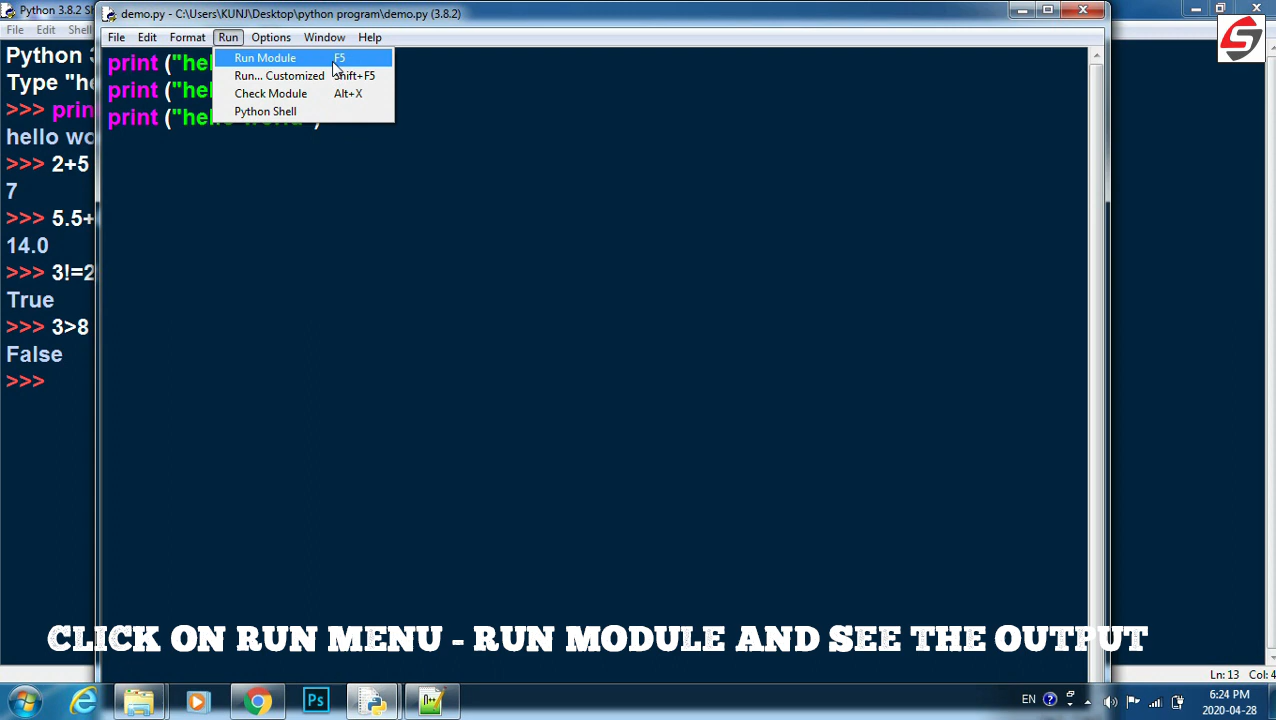 Python 3.8.2 S
demo.py - C:\Users\KUNJ\Desktop\python program\demo.py (3.8.2)
File Edit Shell
File Edit Format Run Options Window Help
Python 3
Type "he
>>> prin
hello wo
>>> 2+5
7
>>> 5.5+
14.0
>>> 3!=2
True
>>> 3>8
False
>>>
print ("he
print ("he
print ("hello world")
Run Module F5
Run... Customized Shift+F5
Check Module Alt+X
Python Shell
CLICK ON RUN MENU - RUN MODULE AND SEE THE OUTPUT
Ln: 13 Col: 4
Ps
EN
6:24 PM
2020-04-28